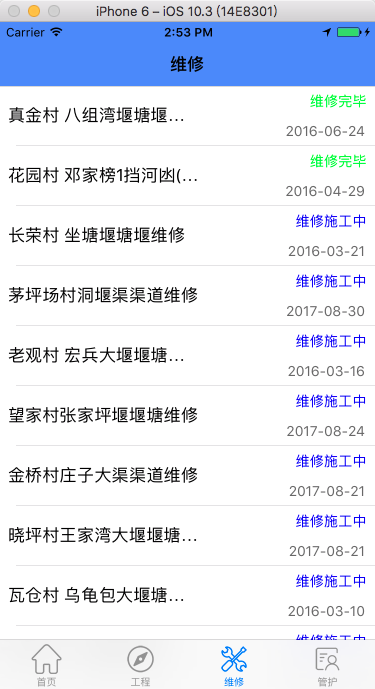 iPhone 6 – iOS 10.3 (14E8301)
Carrier 2:53 PM
维修
真金村 八组湾堰塘堰…
维修完毕
2016-06-24
花园村 邓家榜1挡河凼(…
维修完毕
2016-04-29
长荣村 坐塘堰塘堰维修
维修施工中
2016-03-21
茅坪场村洞堰渠渠道维修
维修施工中
2017-08-30
老观村 宏兵大堰堰塘…
维修施工中
2016-03-16
望家村张家坪堰堰塘维修
维修施工中
2017-08-24
金桥村庄子大渠渠道维修
维修施工中
2017-08-21
晓坪村王家湾大堰堰塘…
维修施工中
2017-08-21
瓦仓村 乌龟包大堰塘…
维修施工中
2016-03-10
维修施工中
首页 工程 维修 管护